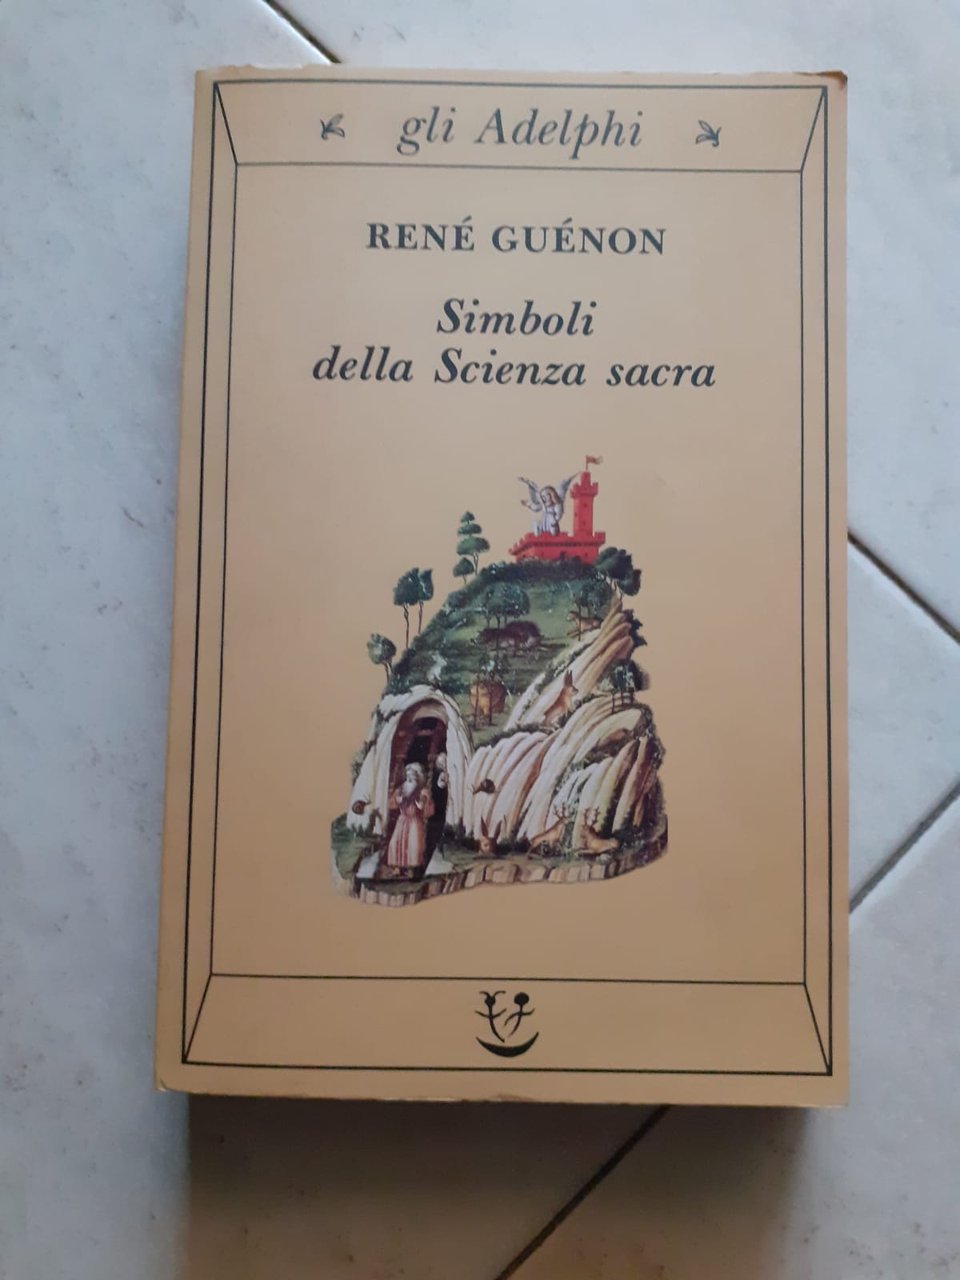 gli Adelphi
RENÉ GUÉNON
Simboli
della Scienza sacra